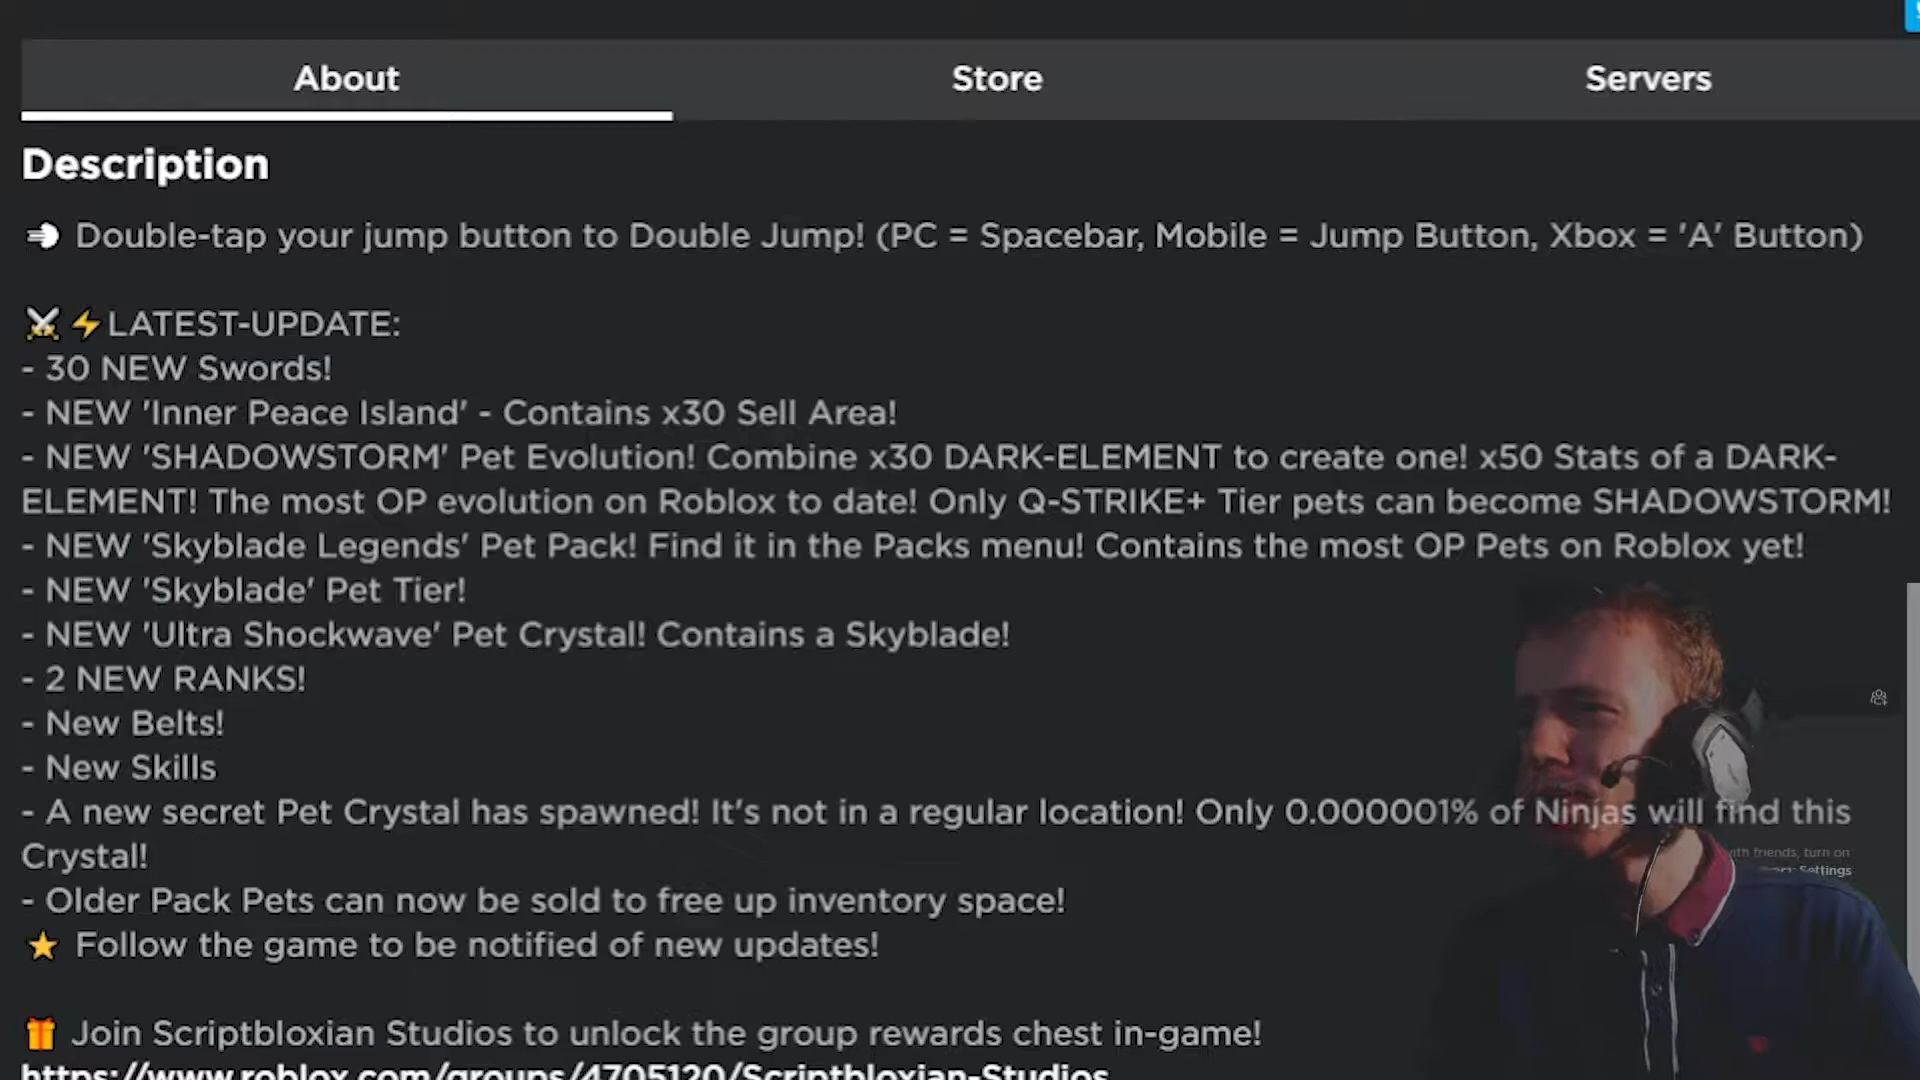 About
Store
Servers
Description
Double-tap your jump button to Double Jump! (PC = Spacebar, Mobile = Jump Button, Xbox = 'A' Button)
LATEST-UPDATE:
- 30 NEW Swords!
- NEW 'Inner Peace Island' - Contains x30 Sell Area!
- NEW 'SHADOWSTORM' Pet Evolution! Combine x30 DARK-ELEMENT to create one! x50 Stats of a DARK-
ELEMENT! The most OP evolution on Roblox to date! Only Q-STRIKE+ Tier pets can become SHADOWSTORM!
- NEW 'Skyblade Legends' Pet Pack! Find it in the Packs menu! Contains the most OP Pets on Roblox yet!
- NEW 'Skyblade' Pet Tier!
- NEW 'Ultra Shockwave' Pet Crystal! Contains a Skyblade!
- 2 NEW RANKS!
- New Belts!
- New Skills
- A new secret Pet Crystal has spawned! It's not in a regular location! Only 0.000001% of Ninjas will find this
Crystal!
with friends, turn on
Settings
- Older Pack Pets can now be sold to free up inventory space!
Follow the game to be notified of new updates!
Join Scriptbloxian Studios to unlock the group rewards chest in-game!
https://www.roblox.com/groups/4705120/Scriptbloxian-Studios